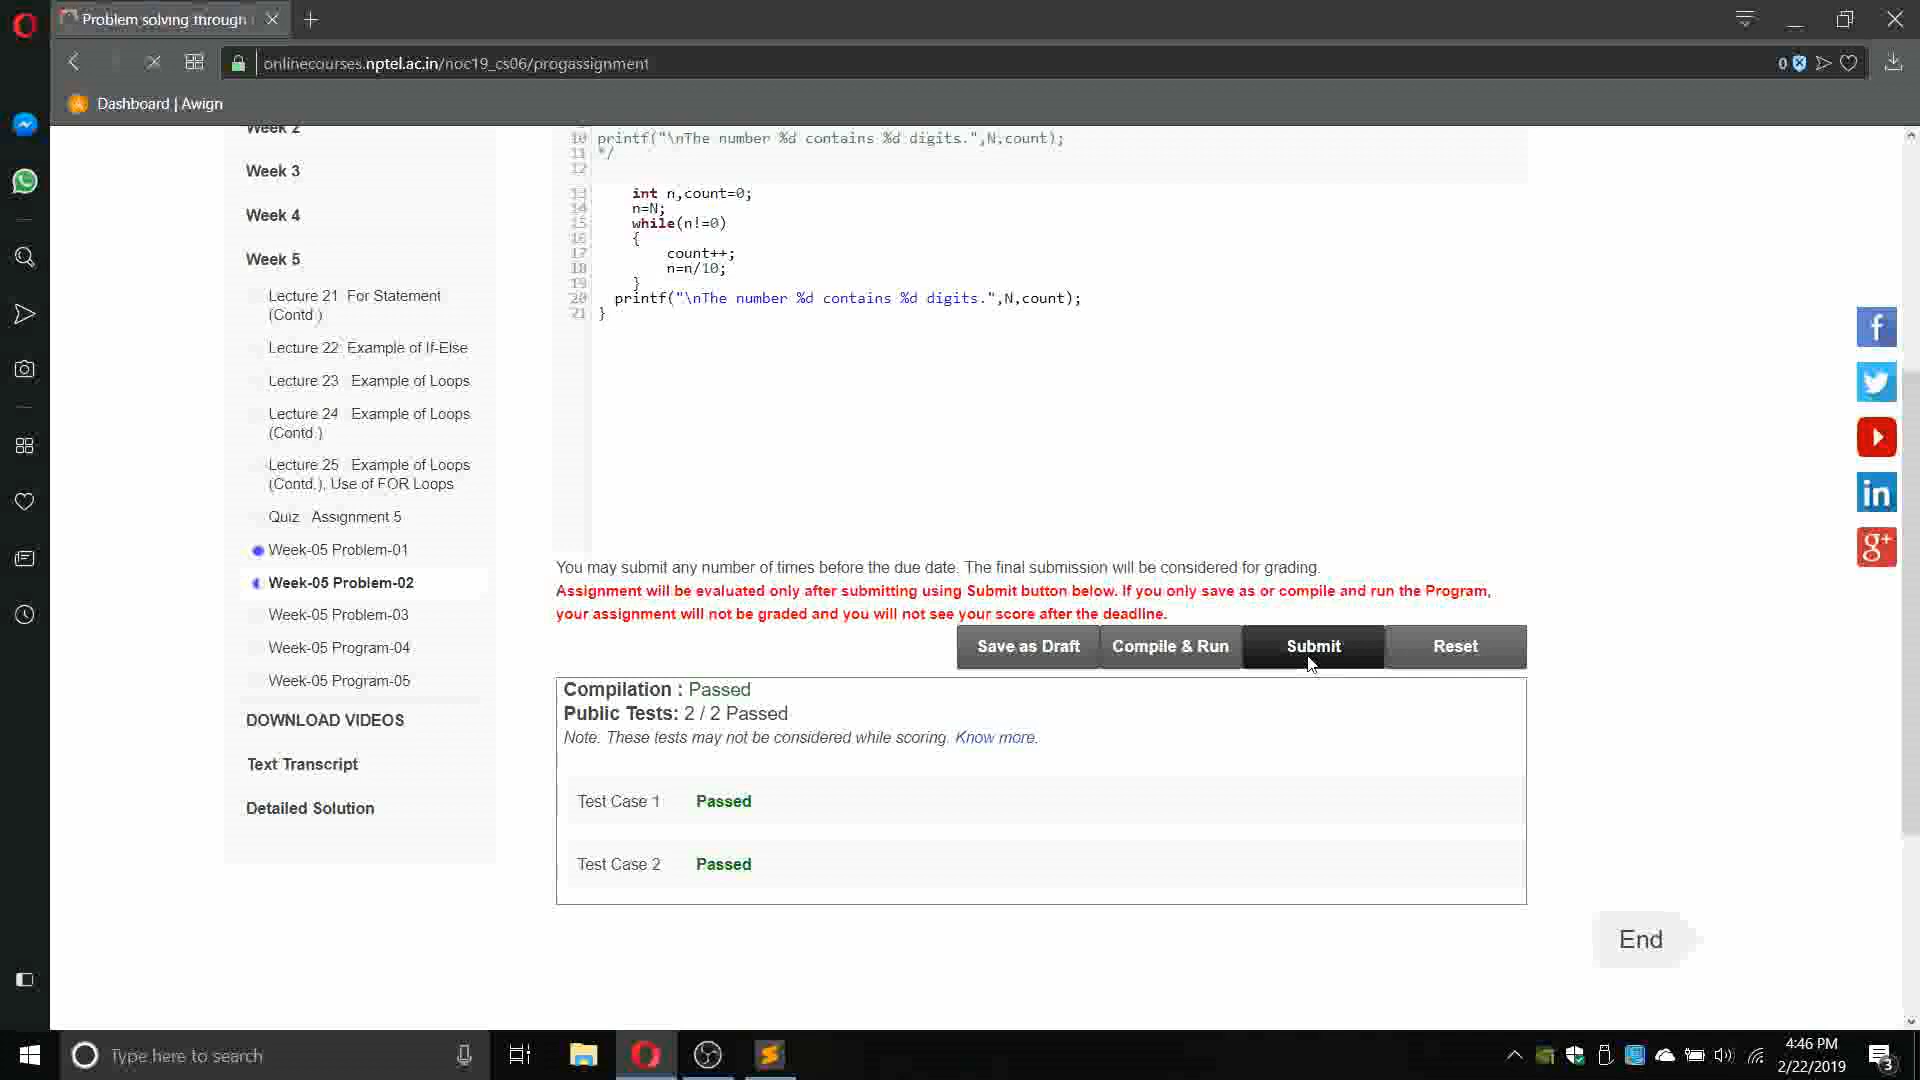 Problem solving through
onlinecourses.nptel.ac.in/noc19_cs06/progassignment
0
Dashboard | Awign
Week 2
Week 3
Week 4
Week 5
Lecture 21 For Statement
(Contd )
Lecture 22: Example of If-Else
Lecture 23 Example of Loops
Lecture 24 Example of Loops
(Contd.)
Lecture 25 Example of Loops
(Contd.), Use of FOR Loops
Quiz Assignment 5
Week-05 Problem-01
Week-05 Problem-02
Week-05 Problem-03
Week-05 Program-04
Week-05 Program-05
DOWNLOAD VIDEOS
Text Transcript
Detailed Solution
10 printf("\nThe number %d contains %d digits.",N,count);
11 */
12
13 int n,count=0;
14 n=N;
15 while(n!=0)
16 {
17 count++;
18 n=n/10;
19 }
20 printf("\nThe number %d contains %d digits.",N,count);
21 }
You may submit any number of times before the due date. The final submission will be considered for grading.
Assignment will be evaluated only after submitting using Submit button below. If you only save as or compile and run the Program,
your assignment will not be graded and you will not see your score after the deadline.
Save as Draft Compile & Run Submit Reset
Compilation : Passed
Public Tests: 2 / 2 Passed
Note. These tests may not be considered while scoring. Know more.
Test Case 1 Passed
Test Case 2 Passed
f
in
g+
End
Type here to search
4:46 PM
2/22/2019
3